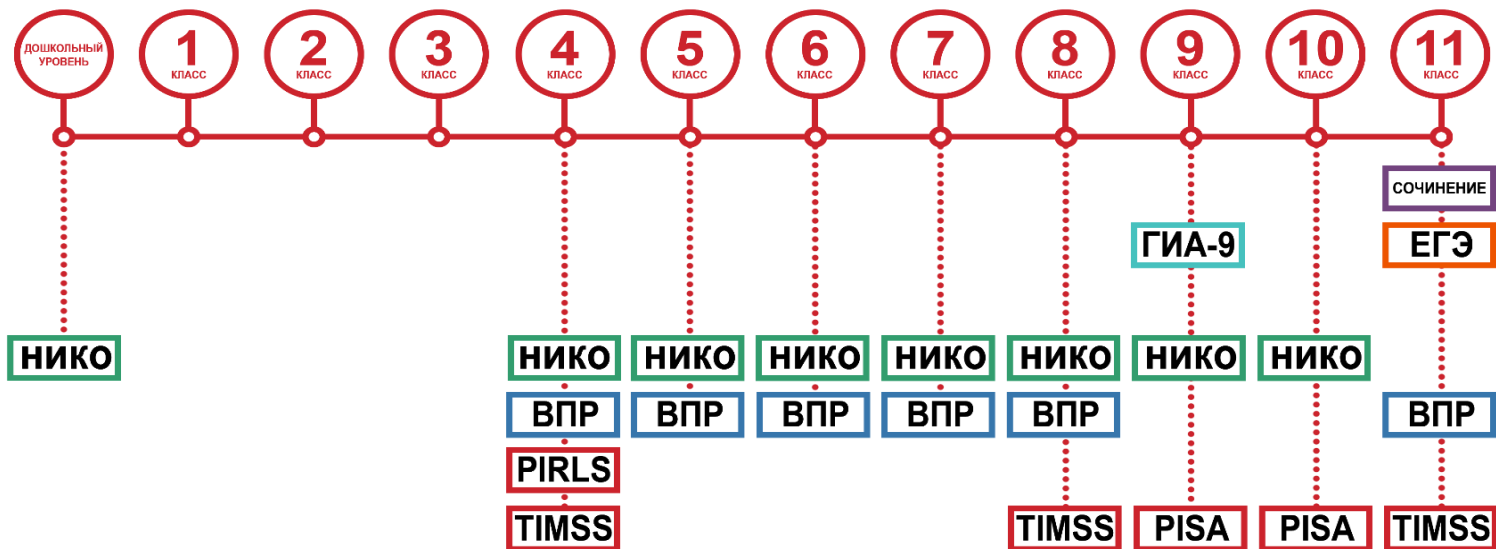 ДОШКОЛЬНЫЙ
УРОВЕНЬ
1
КЛАСС
2
КЛАСС
3
КЛАСС
4
КЛАСС
5
КЛАСС
6
КЛАСС
7
КЛАСС
8
КЛАСС
9
КЛАСС
10
КЛАСС
11
КЛАСС
СОЧИНЕНИЕ
ГИА-9
ЕГЭ
НИКО
НИКО
НИКО
НИКО
НИКО
НИКО
НИКО
НИКО
ВПР
ВПР
ВПР
ВПР
ВПР
ВПР
PIRLS
TIMSS
TIMSS
PISA
PISA
TIMSS